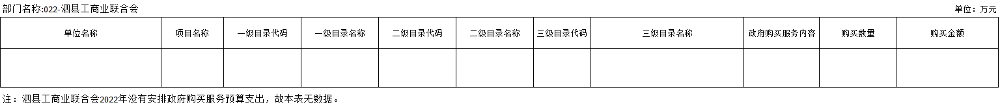 部门名称:022-泗县工商业联合会 单位：万元
单位名称 项目名称 一级目录代码 一级目录名称 二级目录代码 二级目录名称 三级目录代码 三级目录名称 政府购买服务内容 购买数量 购买金额
注：泗县工商业联合会2022年没有安排政府购买服务预算支出，故本表无数据。